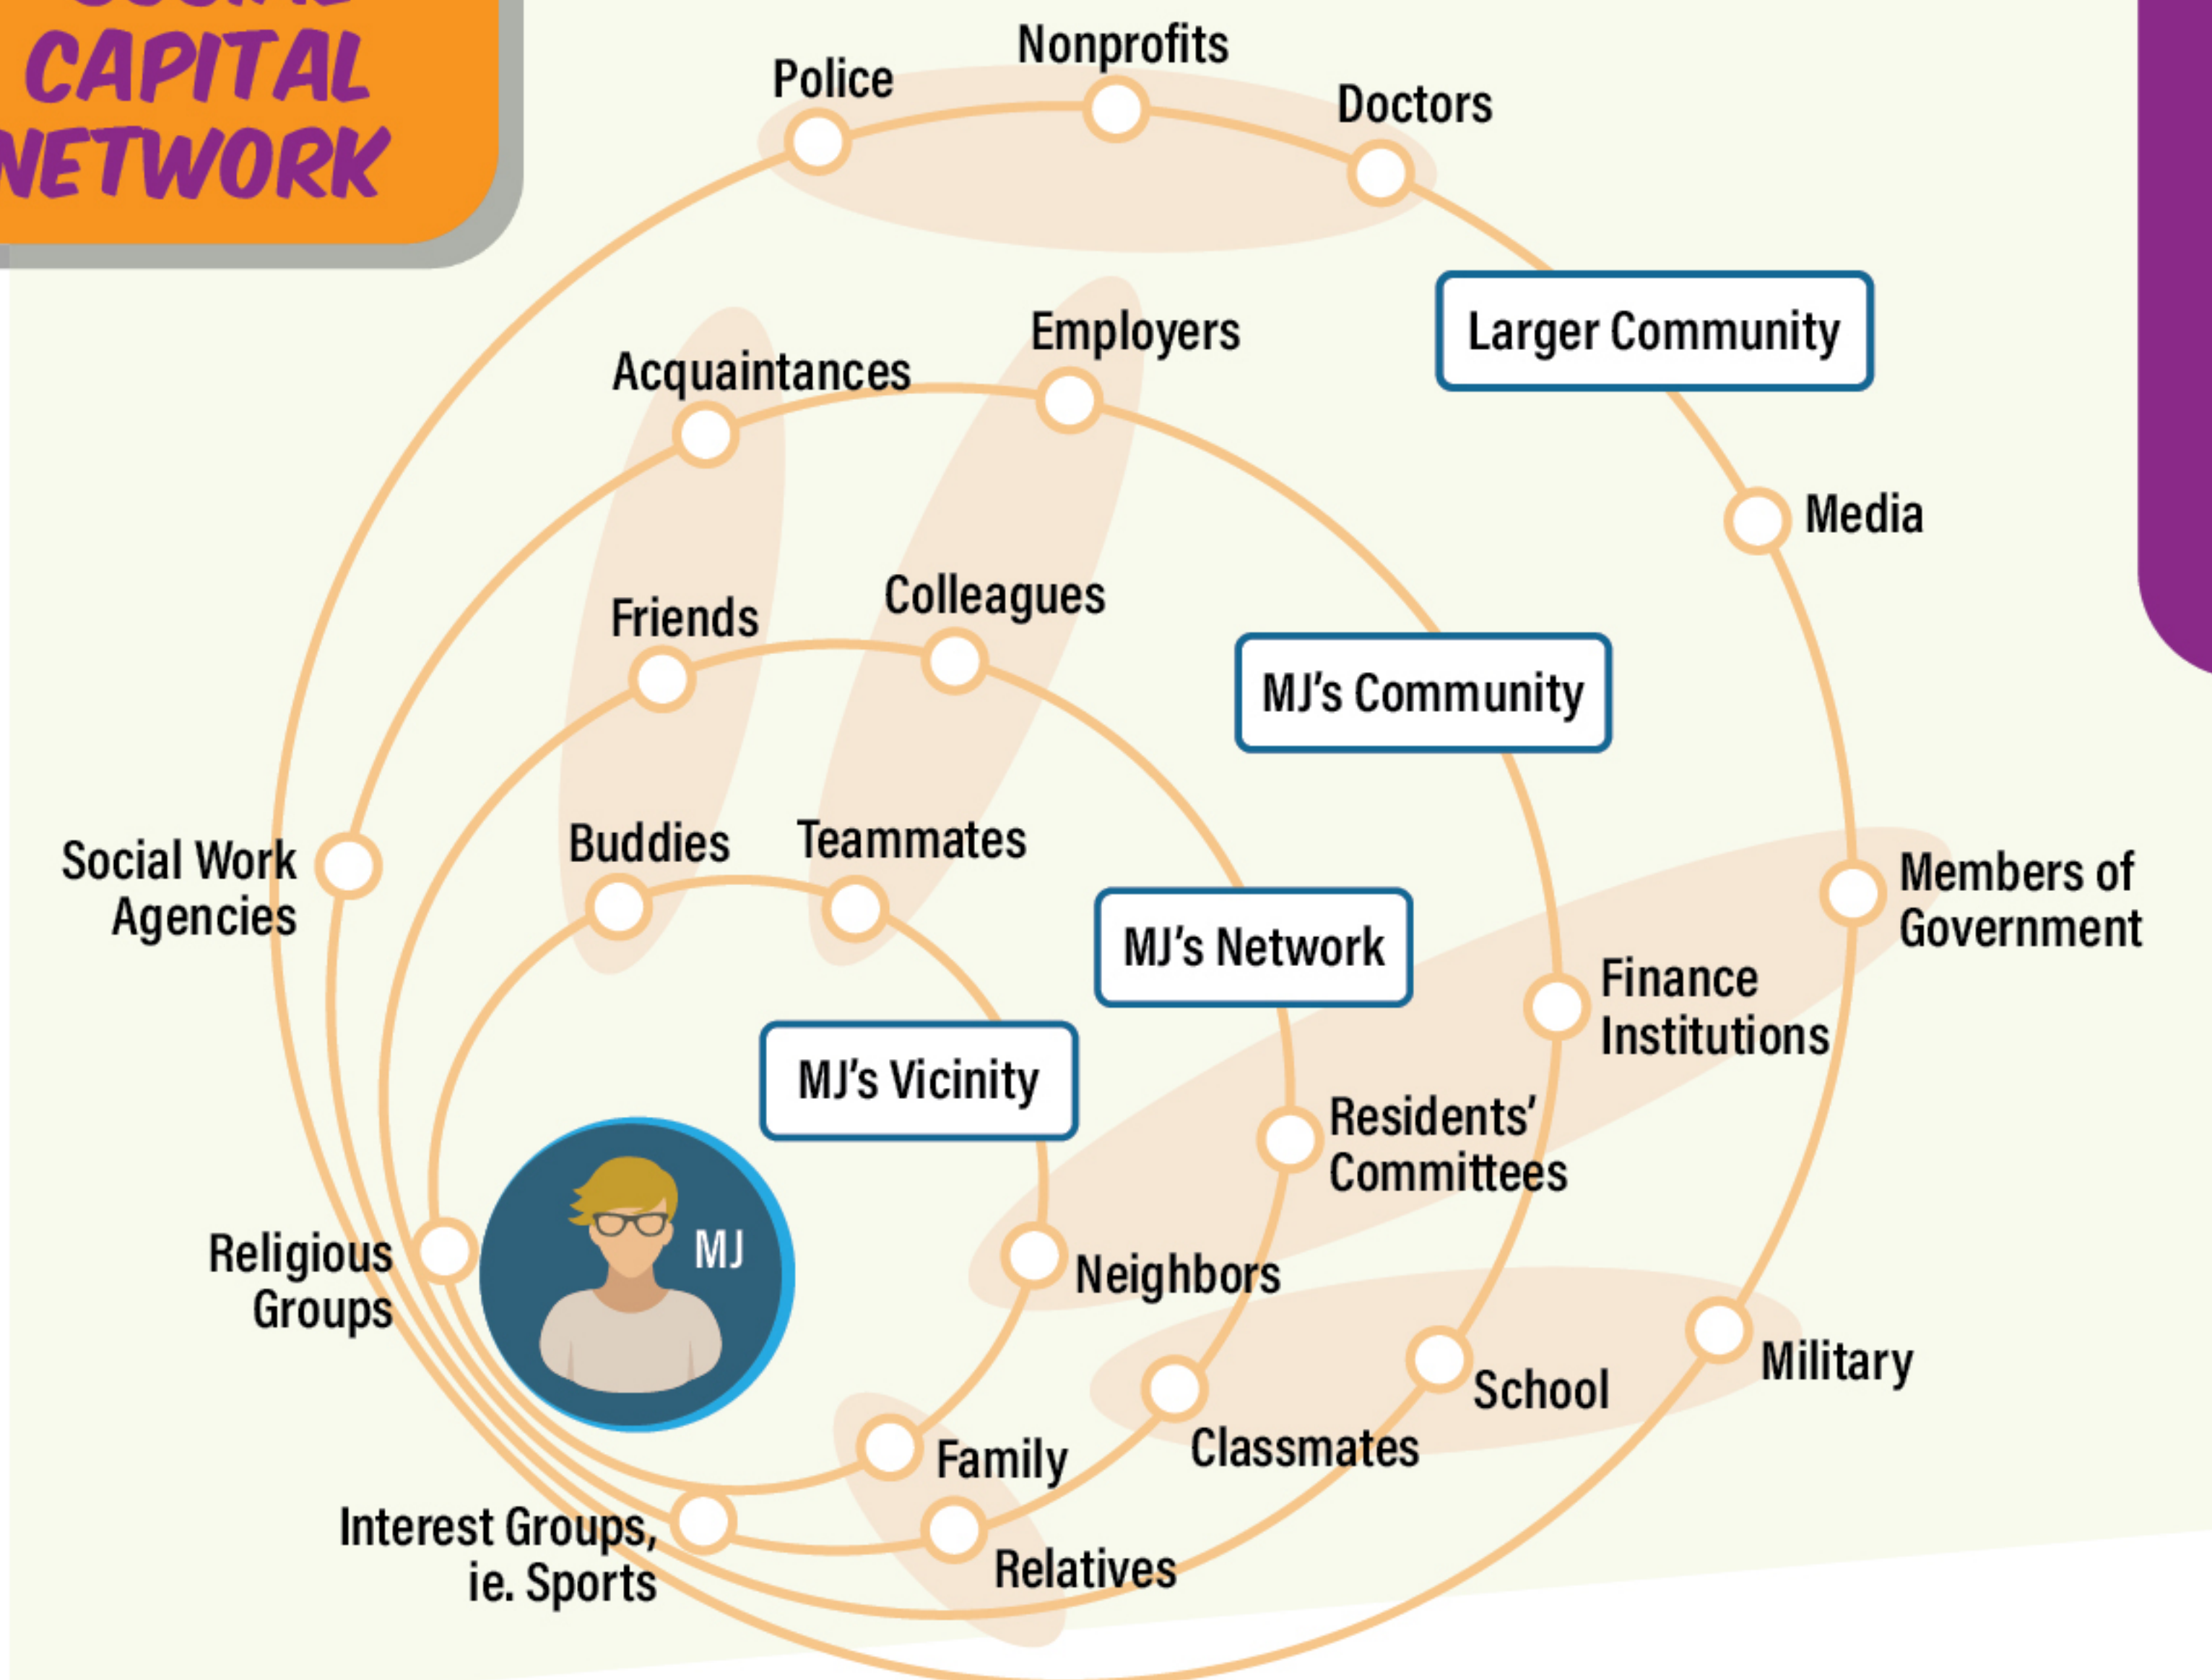 CAPITAL
NETWORK
Nonprofits
Police
Doctors
Larger Community
Employers
Acquaintances
Media
Colleagues
Friends
MJ's Community
Buddies
Teammates
Social Work
Agencies
Members of
Government
MJ's Network
Finance
Institutions
MJ's Vicinity
Residents'
Committees
MJ
Religious
Groups
Neighbors
Military
School
Classmates
Family
Interest Groups,
ie. Sports
Relatives